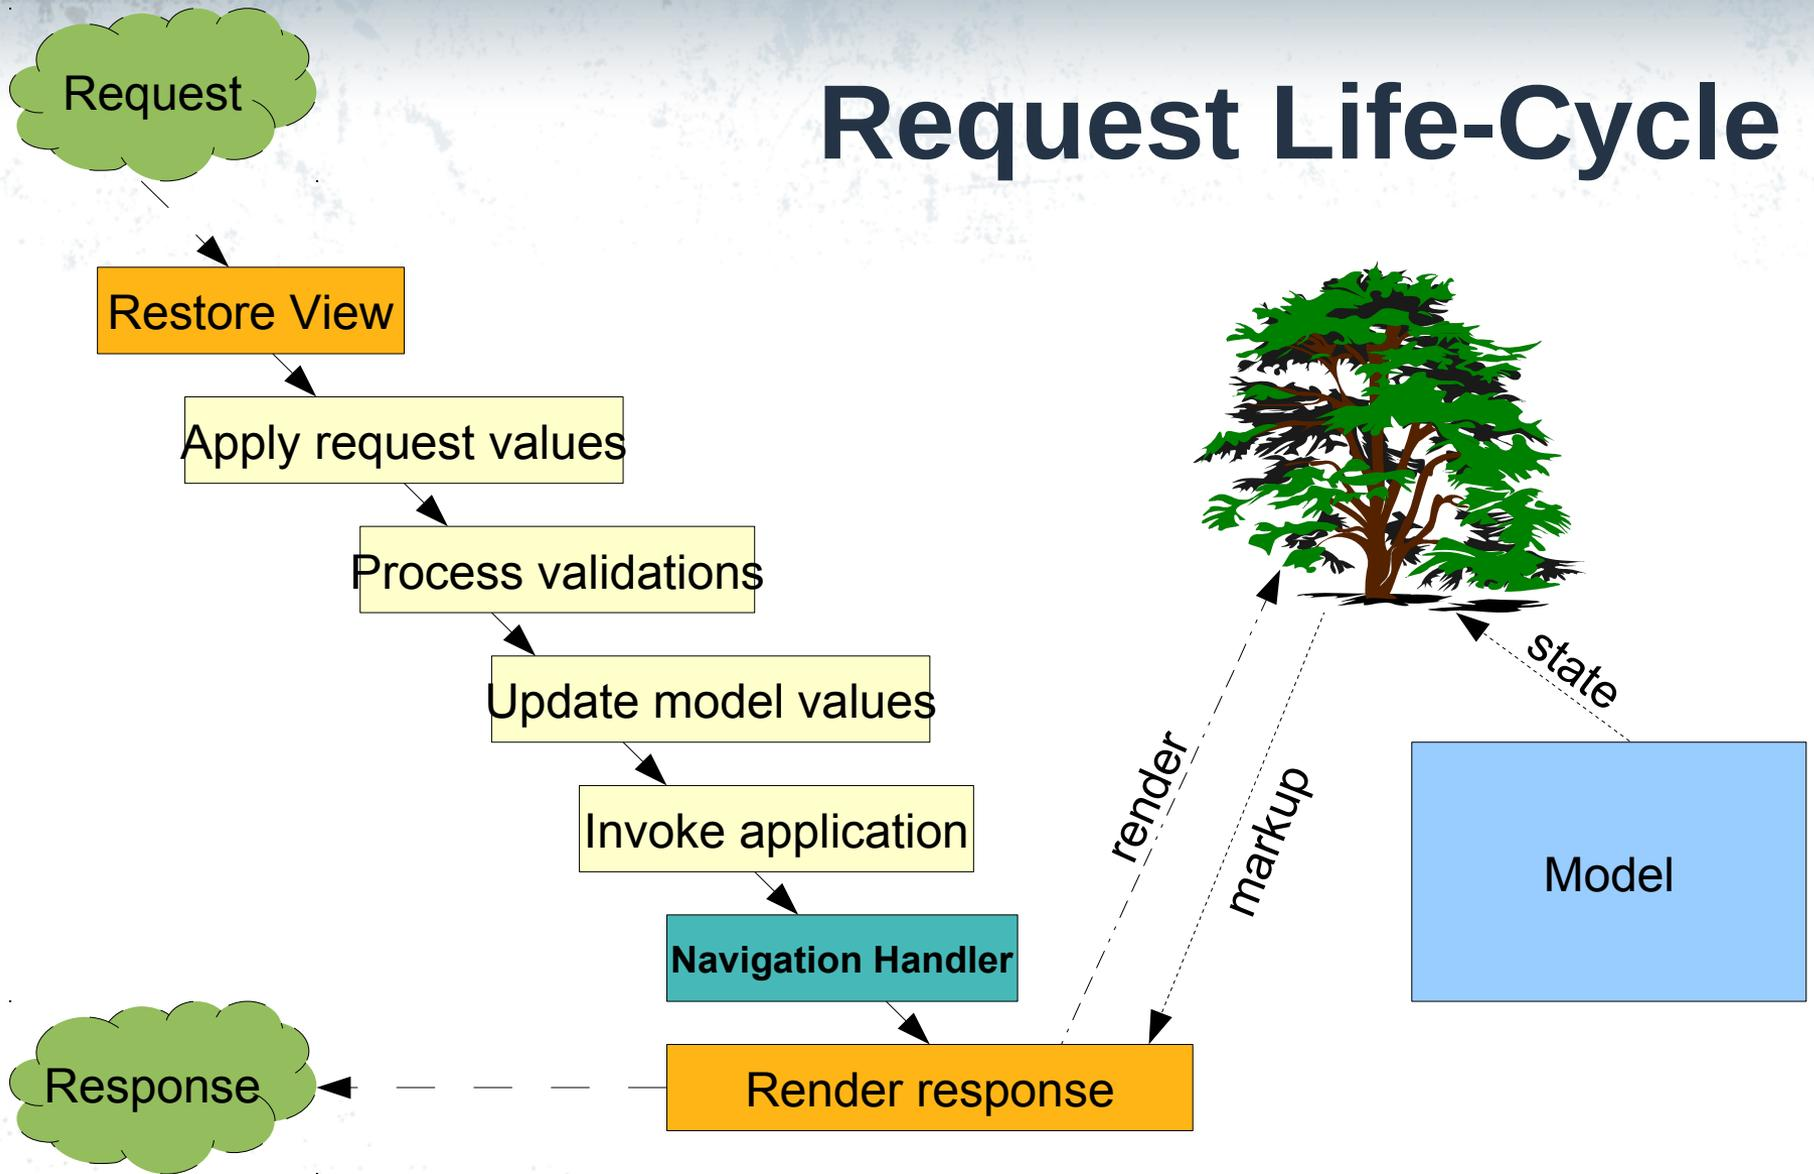 Request
Request Life-Cycle
Restore View
Apply request values
Process validations
Update model values
Invoke application
Navigation Handler
Render response
Response
render
markup
state
Model